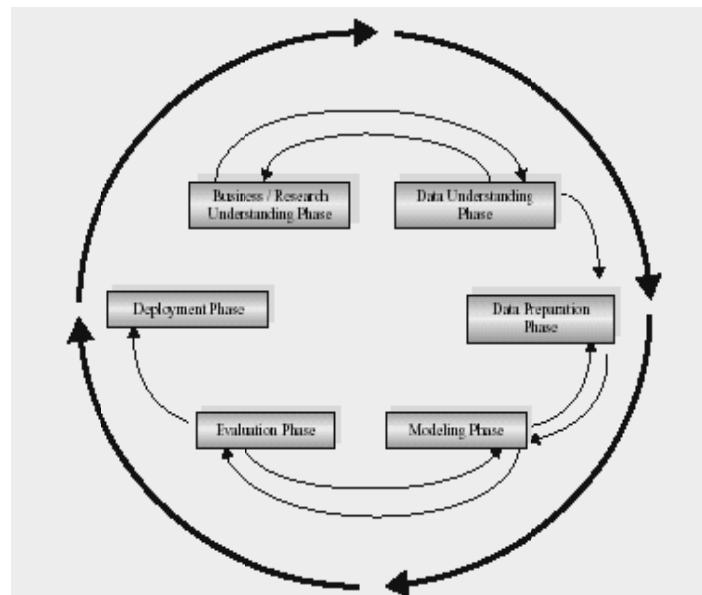 Business / Research
Understanding Phase
Data Understanding
Phase
Deployment Phase
Data Preparation
Phase
Evaluation Phase
Modeling Phase